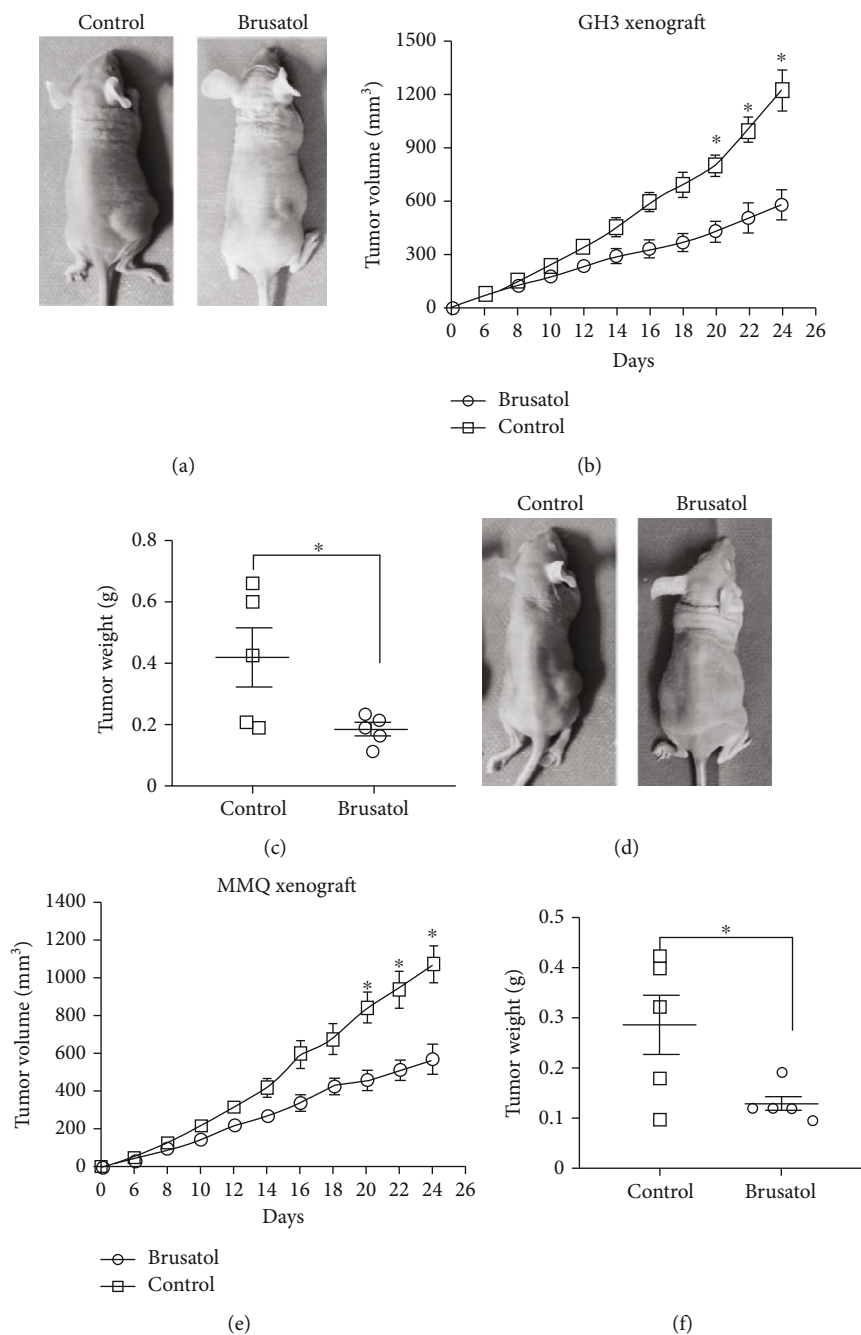 Control Brusatol
(a)
GH3 xenograft
Tumor volume (mm³)
1500
1200
900
600
300
0
* * *
0 6 8 10 12 14 16 18 20 22 24 26
Days
Brusatol
Control
(b)
Tumor weight (g)
0.8
0.6
0.4
0.2
0
*
Control Brusatol
(c)
Control Brusatol
(d)
MMQ xenograft
Tumor volume (mm³)
1400
1200
1000
800
600
400
200
0
* * *
0 6 8 10 12 14 16 18 20 22 24 26
Days
Brusatol
Control
(e)
Tumor weight (g)
0.5
0.4
0.3
0.2
0.1
0
*
Control Brusatol
(f)